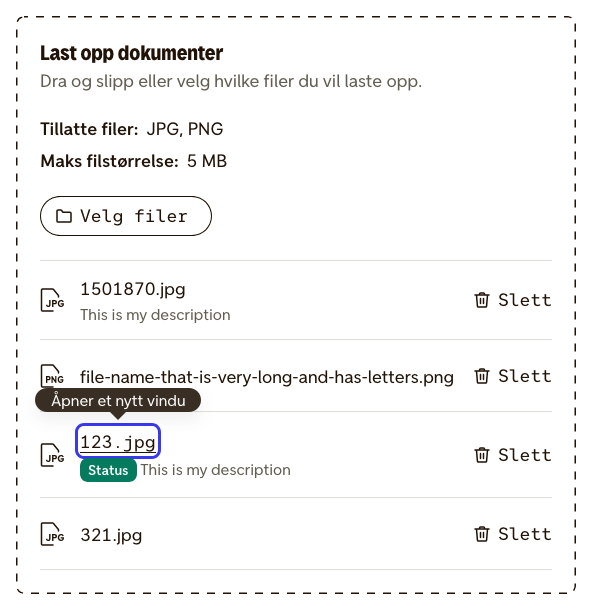 Last opp dokumenter
Dra og slipp eller velg hvilke filer du vil laste opp.
Tillatte filer: JPG, PNG
Maks filstørrelse: 5 MB
Velg filer
JPG 1501870.jpg Slett
This is my description
PNG file-name-that-is-very-long-and-has-letters.png Slett
Åpner et nytt vindu
JPG 123.jpg Slett
Status This is my description
JPG 321.jpg Slett